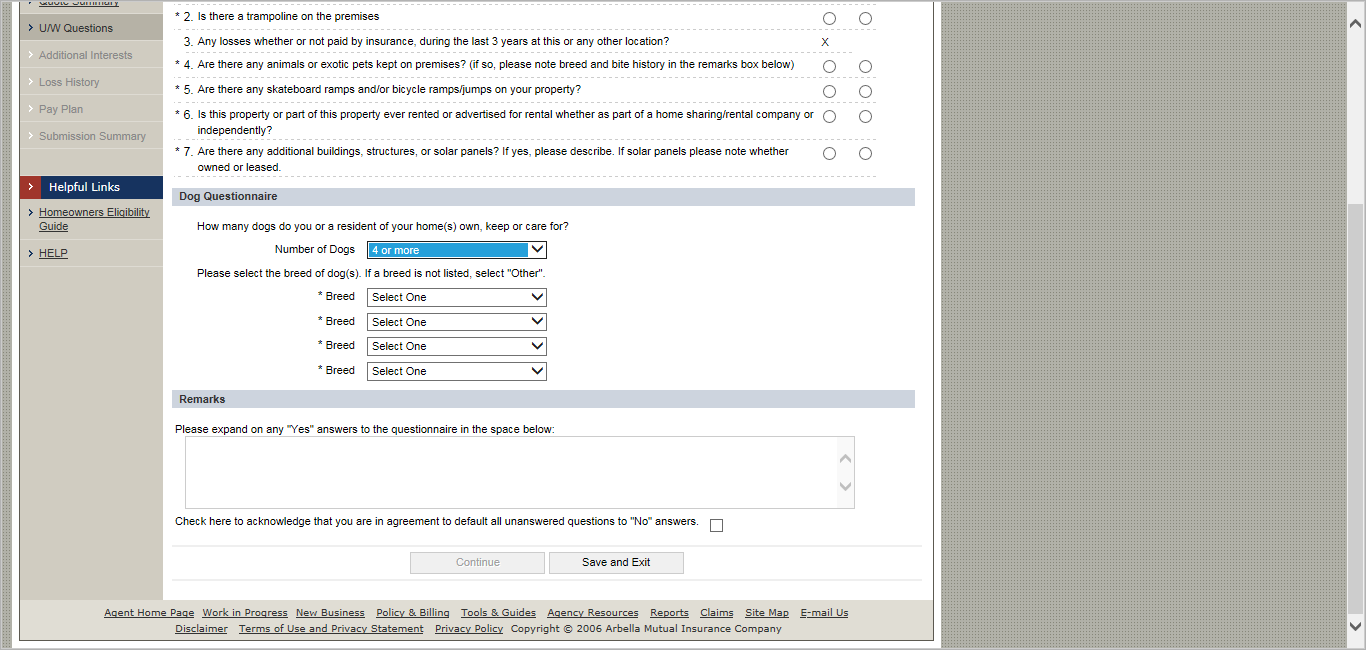 Quote Summary
U/W Questions
Additional Interests
Loss History
Pay Plan
Submission Summary
Helpful Links
Homeowners Eligibility
Guide
HELP
* 2. Is there a trampoline on the premises
3. Any losses whether or not paid by insurance, during the last 3 years at this or any other location? X
* 4. Are there any animals or exotic pets kept on premises? (if so, please note breed and bite history in the remarks box below)
* 5. Are there any skateboard ramps and/or bicycle ramps/jumps on your property?
* 6. Is this property or part of this property ever rented or advertised for rental whether as part of a home sharing/rental company or
independently?
* 7. Are there any additional buildings, structures, or solar panels? If yes, please describe. If solar panels please note whether
owned or leased.
Dog Questionnaire
How many dogs do you or a resident of your home(s) own, keep or care for?
Number of Dogs 4 or more
Please select the breed of dog(s). If a breed is not listed, select "Other".
* Breed Select One
* Breed Select One
* Breed Select One
* Breed Select One
Remarks
Please expand on any "Yes" answers to the questionnaire in the space below:
Check here to acknowledge that you are in agreement to default all unanswered questions to "No" answers.
Continue Save and Exit
Agent Home Page Work in Progress New Business Policy & Billing Tools & Guides Agency Resources Reports Claims Site Map E-mail Us
Disclaimer Terms of Use and Privacy Statement Privacy Policy Copyright © 2006 Arbella Mutual Insurance Company